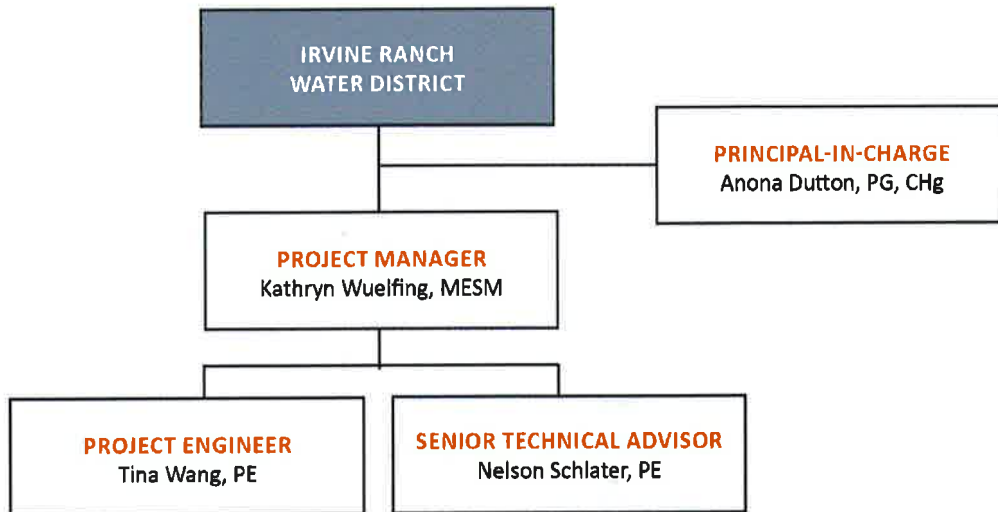 IRVINE RANCH
WATER DISTRICT
PRINCIPAL-IN-CHARGE
Anona Dutton, PG, CHg
PROJECT MANAGER
Kathryn Wuelfing, MESM
PROJECT ENGINEER
Tina Wang, PE
SENIOR TECHNICAL ADVISOR
Nelson Schlater, PE